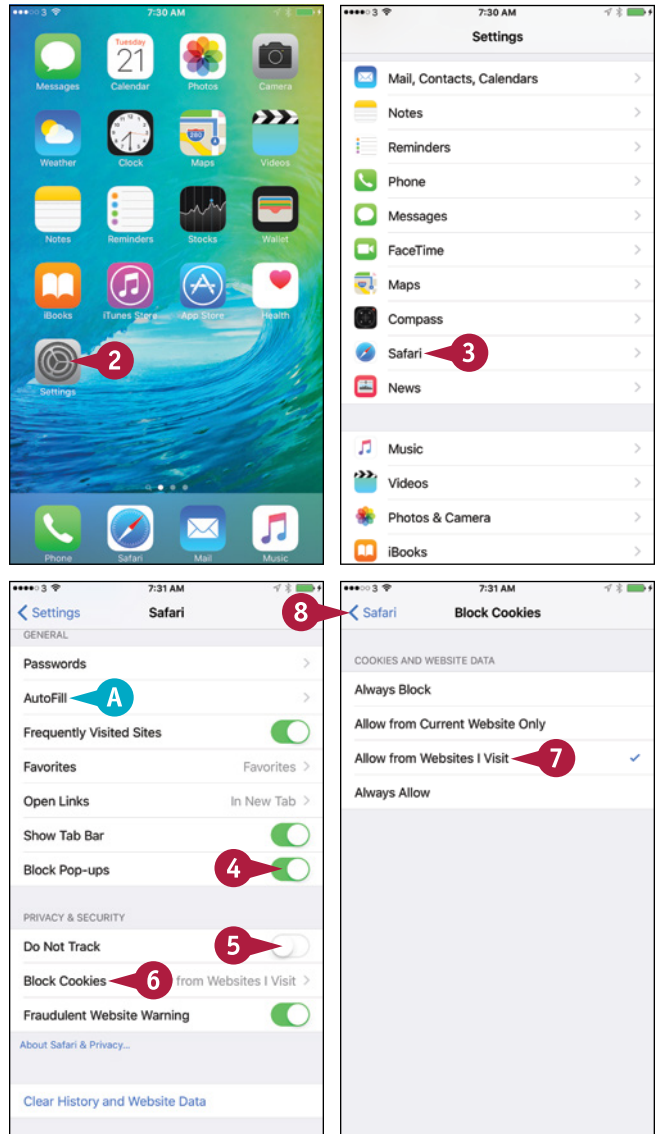 3
7:30 AM
Tuesday
21
Messages
Calendar
Photos
Camera
280
Weather
Clock
Maps
Videos
Notes
Reminders
Stocks
Wallet
iBooks
iTunes Store
App Store
Health
2
Settings
Phone
Safari
Mail
Music
3
7:30 AM
Settings
Mail, Contacts, Calendars
Notes
Reminders
Phone
Messages
FaceTime
Maps
Compass
Safari
3
News
Music
Videos
Photos & Camera
iBooks
3
7:31 AM
Settings
Safari
GENERAL
Passwords
AutoFill
A
Frequently Visited Sites
Favorites
Favorites
Open Links
In New Tab
Show Tab Bar
Block Pop-ups
4
PRIVACY & SECURITY
Do Not Track
5
Block Cookies
6
from Websites I Visit
Fraudulent Website Warning
About Safari & Privacy...
Clear History and Website Data
3
7:31 AM
8
Safari
Block Cookies
COOKIES AND WEBSITE DATA
Always Block
Allow from Current Website Only
Allow from Websites I Visit
7
Always Allow